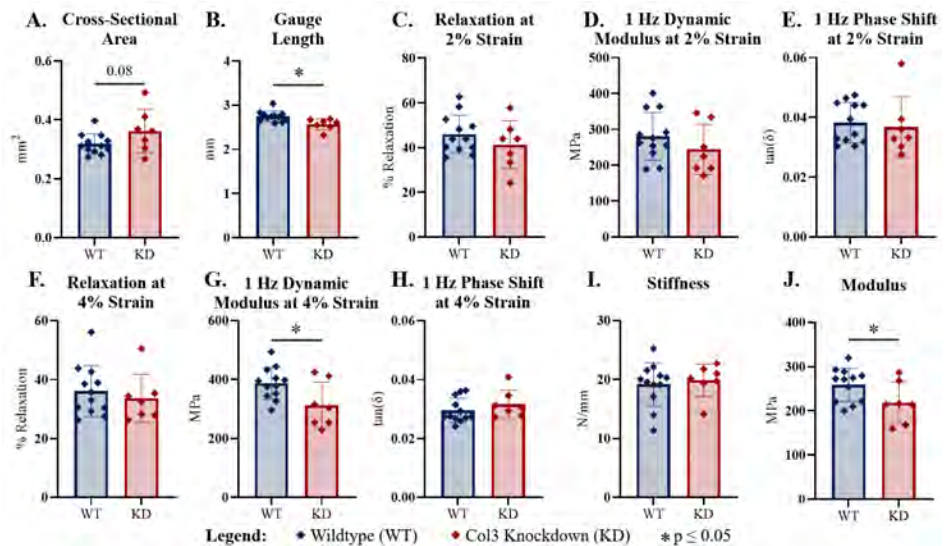 A. Cross-Sectional
Area
B. Gauge
Length
C. Relaxation at
2% Strain
D. 1 Hz Dynamic
Modulus at 2% Strain
E. 1 Hz Phase Shift
at 2% Strain
mm²
0.6
0.4
0.2
0.0
0.08
WT KD
mm
4
3
2
1
0
*
WT KD
% Relaxation
80
60
40
20
0
WT KD
MPa
500
400
300
200
100
0
WT KD
tan(δ)
0.06
0.04
0.02
0.00
WT KD
F. Relaxation at
4% Strain
G. 1 Hz Dynamic
Modulus at 4% Strain
H. 1 Hz Phase Shift
at 4% Strain
I. Stiffness
J. Modulus
% Relaxation
60
40
20
0
WT KD
MPa
600
400
200
0
*
WT KD
tan(δ)
0.06
0.04
0.02
0.00
WT KD
N/mm
30
20
10
0
WT KD
MPa
400
300
200
100
0
*
WT KD
Legend: Wildtype (WT) Col3 Knockdown (KD) * p ≤ 0.05